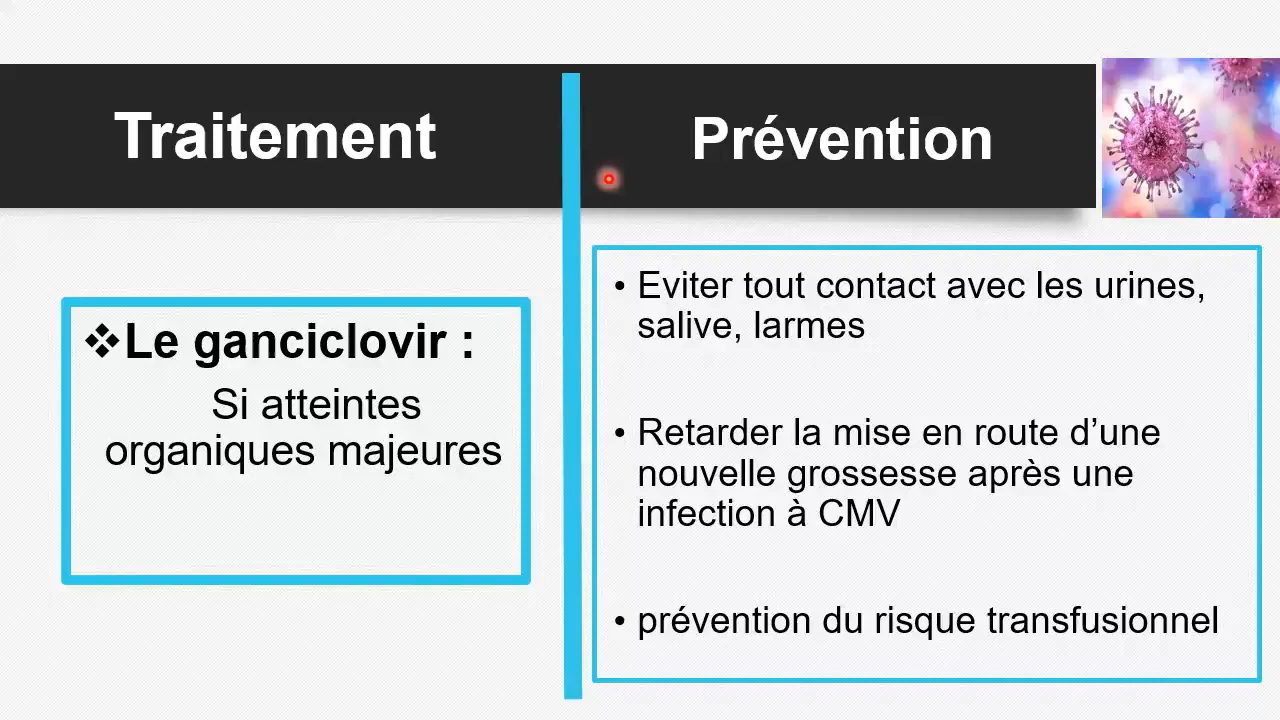 Traitement
Prévention
❖Le ganciclovir :
Si atteintes
organiques majeures
• Eviter tout contact avec les urines,
salive, larmes
• Retarder la mise en route d’une
nouvelle grossesse après une
infection à CMV
• prévention du risque transfusionnel